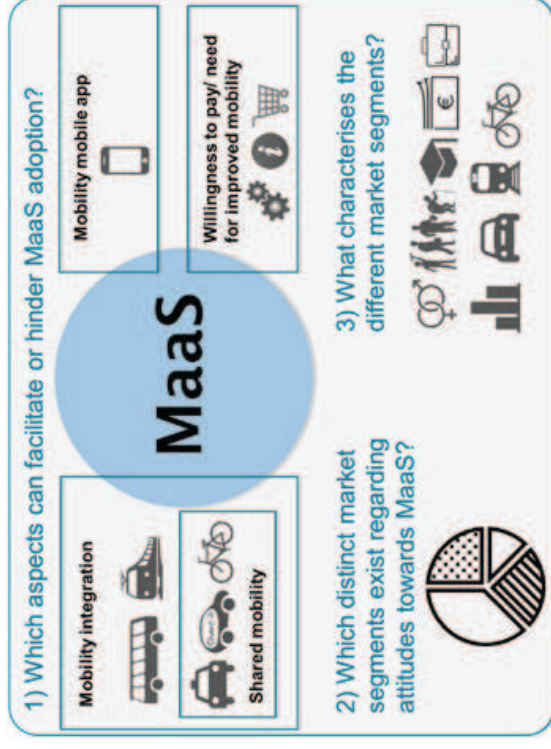 1) Which aspects can facilitate or hinder MaaS adoption?
Mobility integration
Shared mobility
MaaS
Mobility mobile app
Willingness to pay/ need
for improved mobility
2) Which distinct market
segments exist regarding
attitudes towards MaaS?
3) What characterises the
different market segments?
€